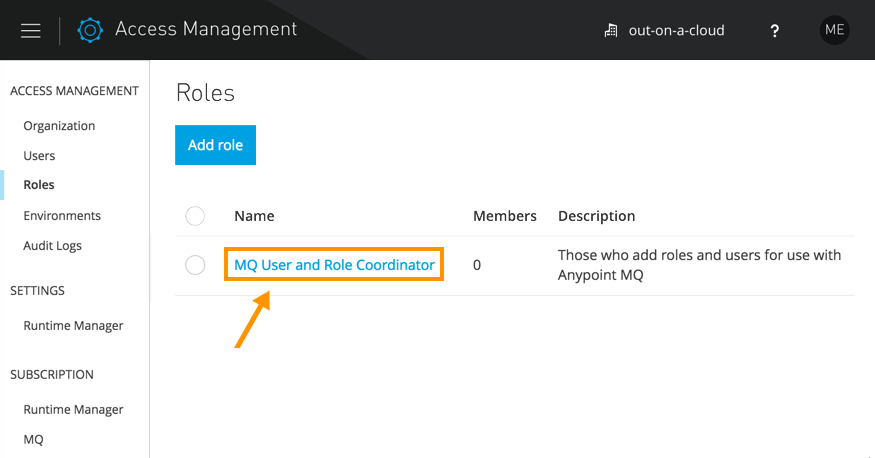 Access Management
out-on-a-cloud
?
ME
ACCESS MANAGEMENT
Organization
Users
Roles
Environments
Audit Logs
SETTINGS
Runtime Manager
SUBSCRIPTION
Runtime Manager
MQ
Roles
Add role
Name Members Description
MQ User and Role Coordinator 0 Those who add roles and users for use with
Anypoint MQ